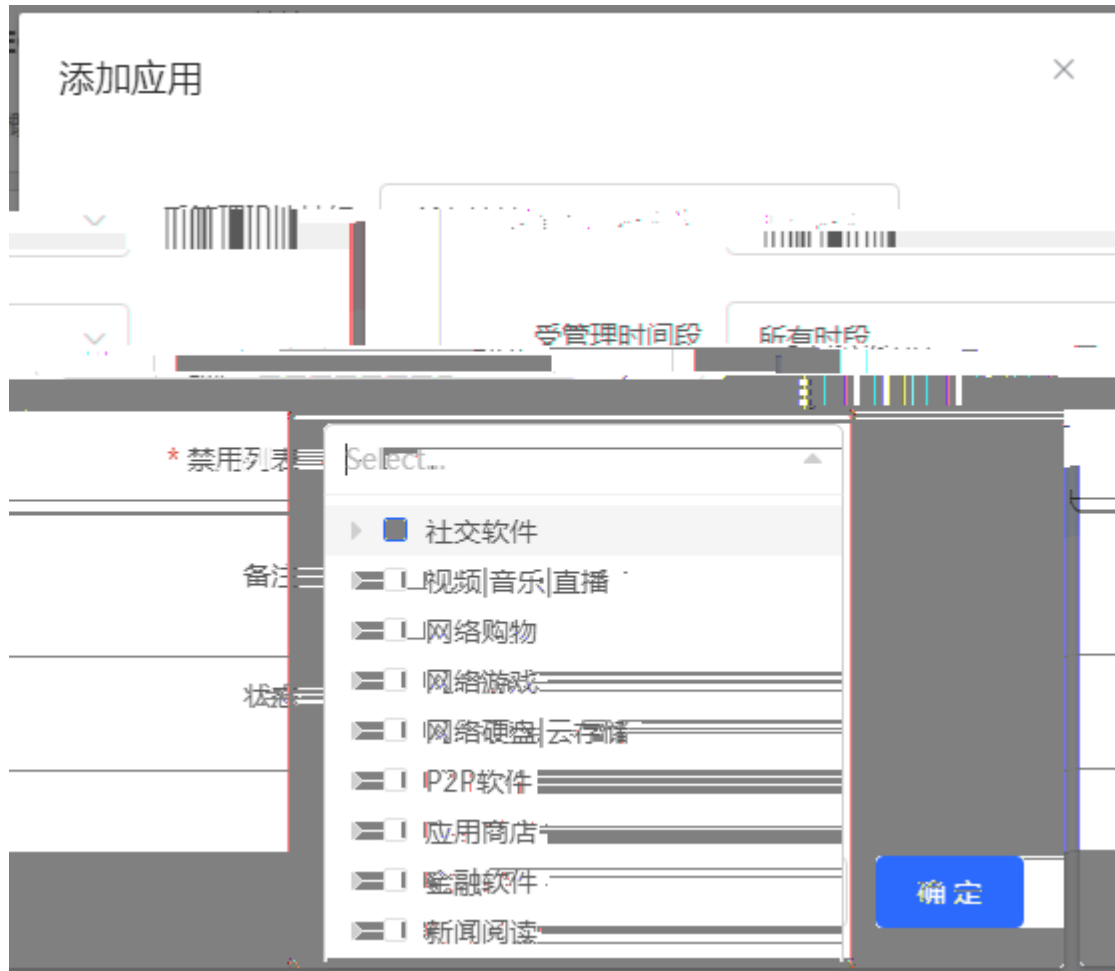 添加应用
受管理时间段 所有时段
* 禁用列表 Select...
社交软件
备注
视频|音乐|直播
网络购物
网络游戏
状态
网络硬盘|云存储
P2P软件
应用商店
金融软件
确定
新闻阅读